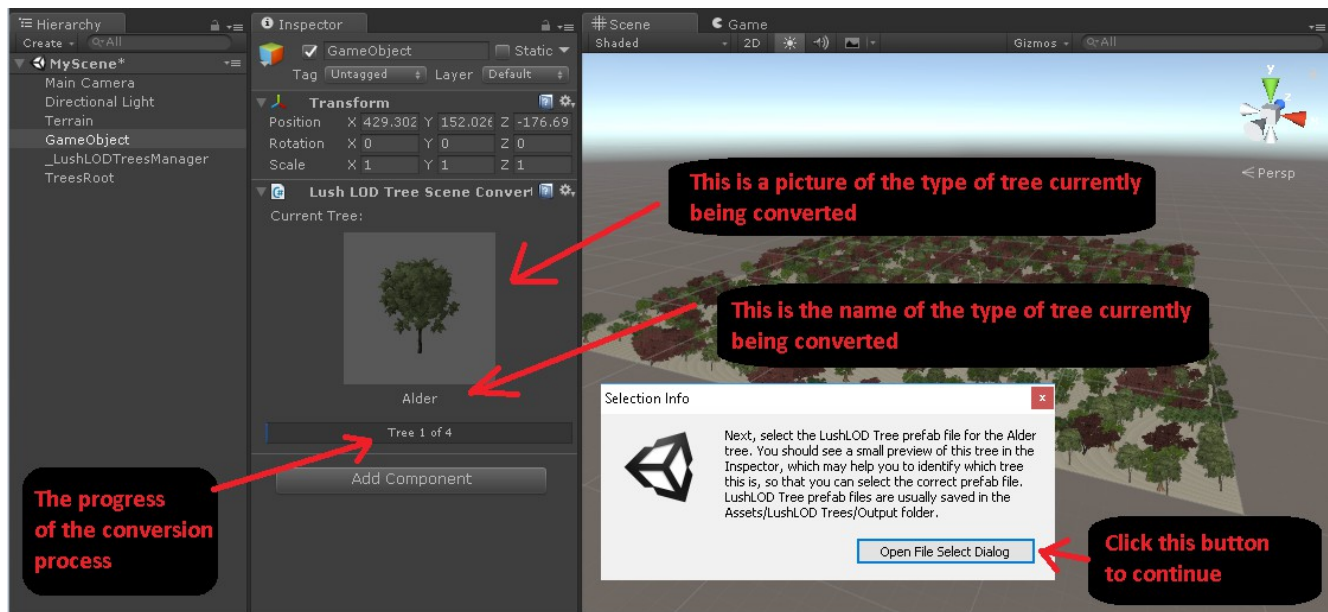 Hierarchy
Create
All
MyScene*
Main Camera
Directional Light
Terrain
GameObject
_LushLODTreesManager
TreesRoot
Inspector
GameObject
Static
Tag Untagged Layer Default
Transform
Position X 429.302 Y 152.026 Z -176.69
Rotation X 0 Y 0 Z 0
Scale X 1 Y 1 Z 1
Lush LOD Tree Scene Convert
Current Tree:
Alder
Tree 1 of 4
Add Component
The progress
of the conversion
process
Scene Game
Shaded 2D Gizmos All
y
z
Persp
This is a picture of the type of tree currently
being converted
This is the name of the type of tree currently
being converted
Selection Info
x
Next, select the LushLOD Tree prefab file for the Alder
tree. You should see a small preview of this tree in the
Inspector, which may help you to identify which tree
this is, so that you can select the correct prefab file.
LushLOD Tree prefab files are usually saved in the
Assets/LushLOD Trees/Output folder.
Open File Select Dialog
Click this button
to continue